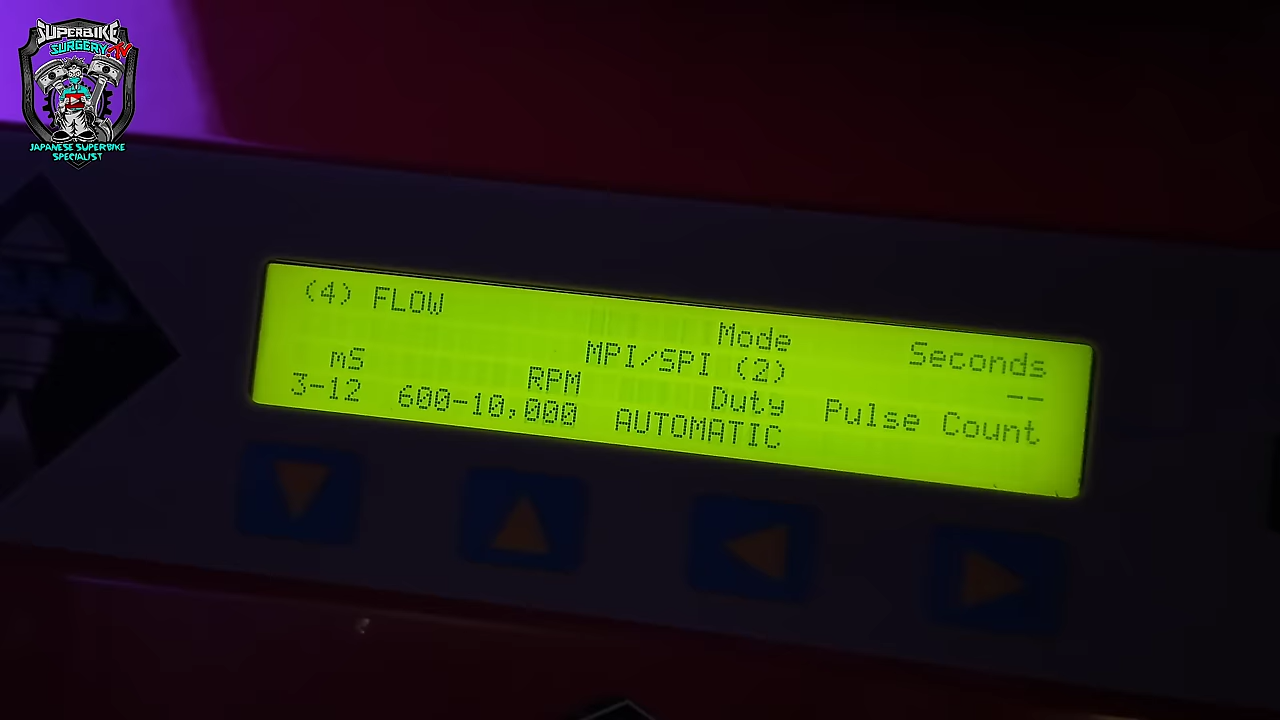 SUPERBIKE
SURGERY TV
JAPANESE SUPERBIKE
SPECIALIST
(4) FLOW Mode Seconds
MPI/SPI (2) --
mS RPM Duty Pulse Count
3-12 600-10,000 AUTOMATIC